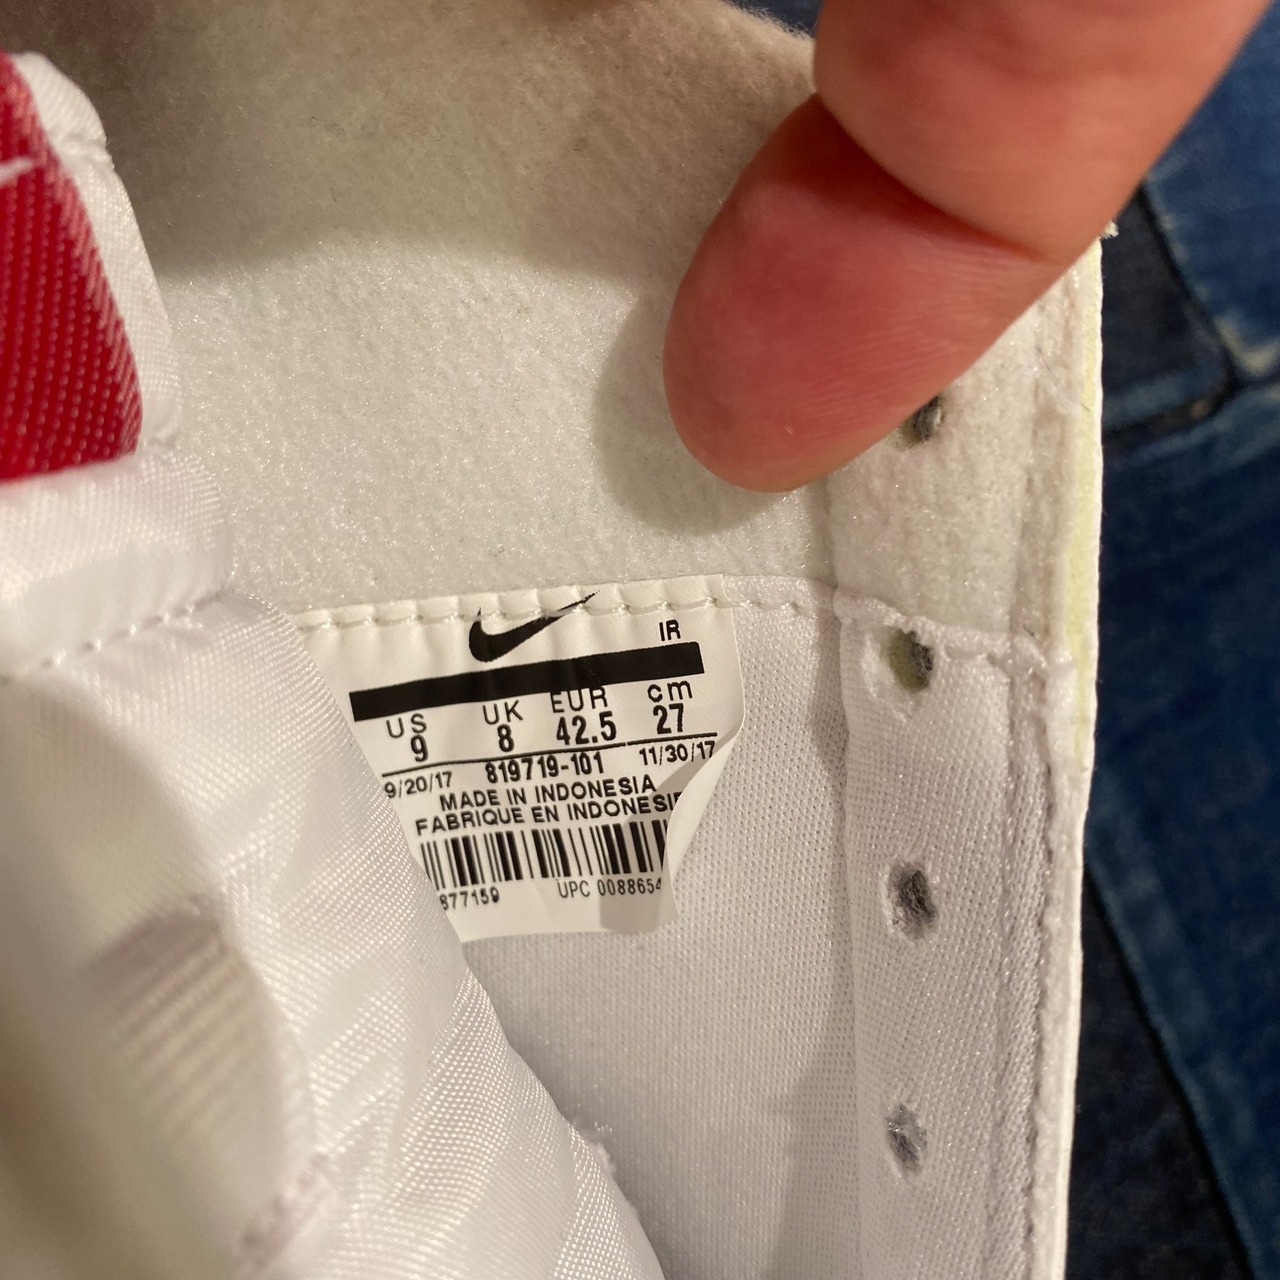 IR
US UK EUR cm
9 8 42.5 27
9/20/17 819719-101 11/30/17
MADE IN INDONESIA
FABRIQUE EN INDONESIE
877159 UPC 0088654